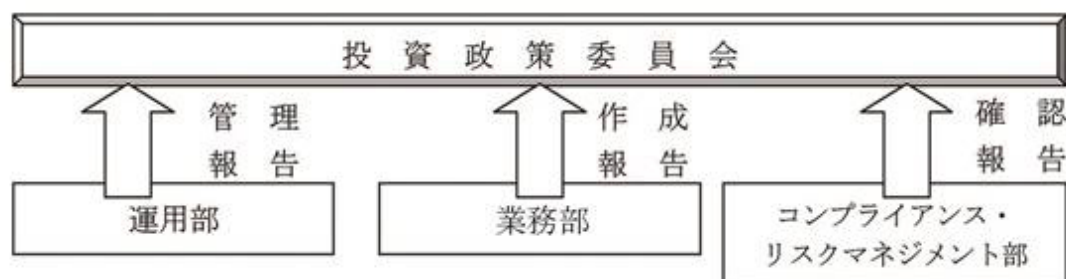 投資政策委員会
管理
報告
作成
報告
確認
報告
運用部
業務部
コンプライアンス・
リスクマネジメント部